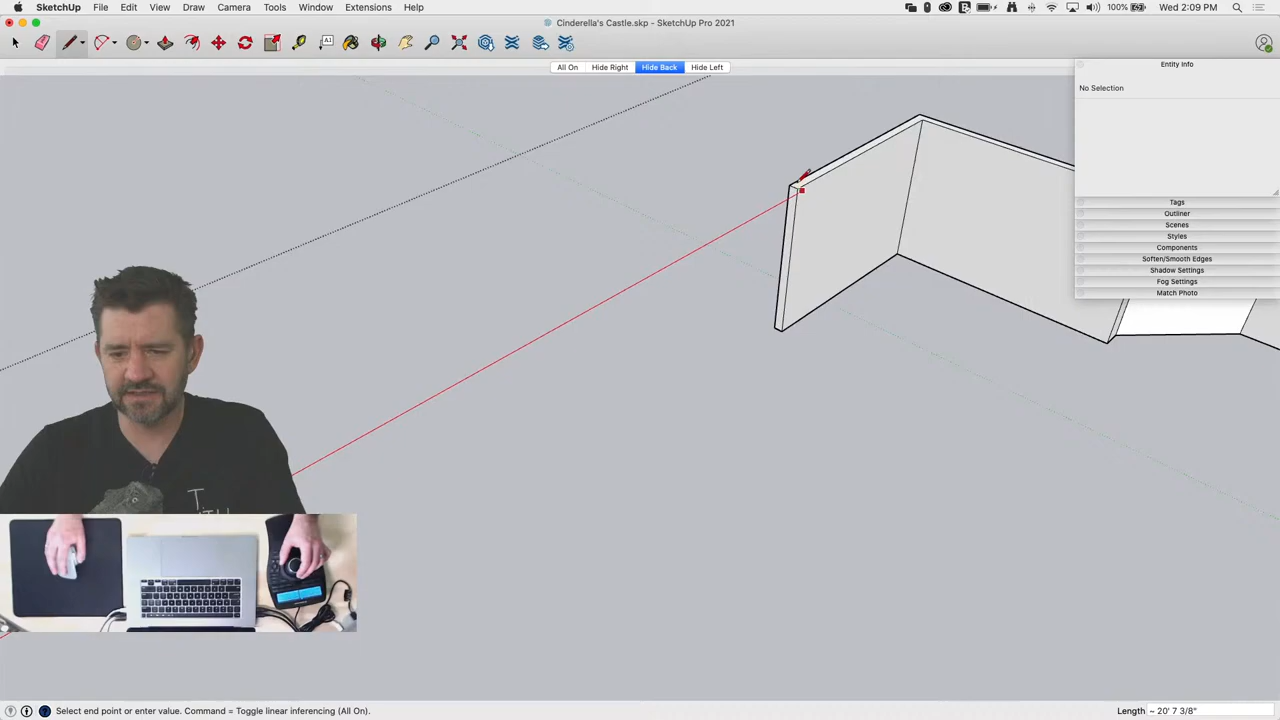 SketchUp File Edit View Draw Camera Tools Window Extensions Help 100% Wed 2:09 PM
Cinderella's Castle.skp - SketchUp Pro 2021
All On Hide Right Hide Back Hide Left
Entity Info
No Selection
Tags
Outliner
Scenes
Styles
Components
Soften/Smooth Edges
Shadow Settings
Fog Settings
Match Photo
Select end point or enter value. Command = Toggle linear inferencing (All On). Length ~ 20' 7 3/8"